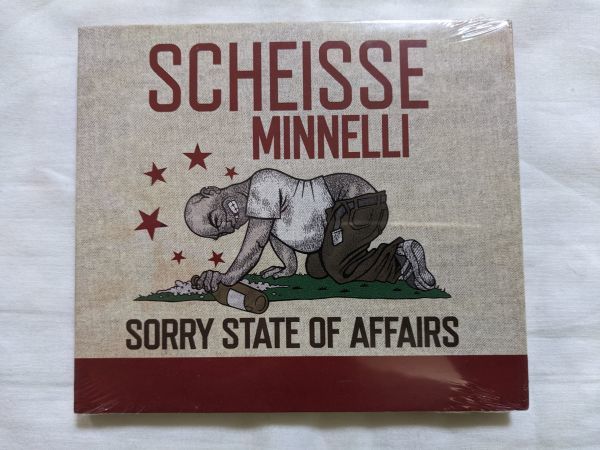 SCHEISSE
MINNELLI
SORRY STATE OF AFFAIRS